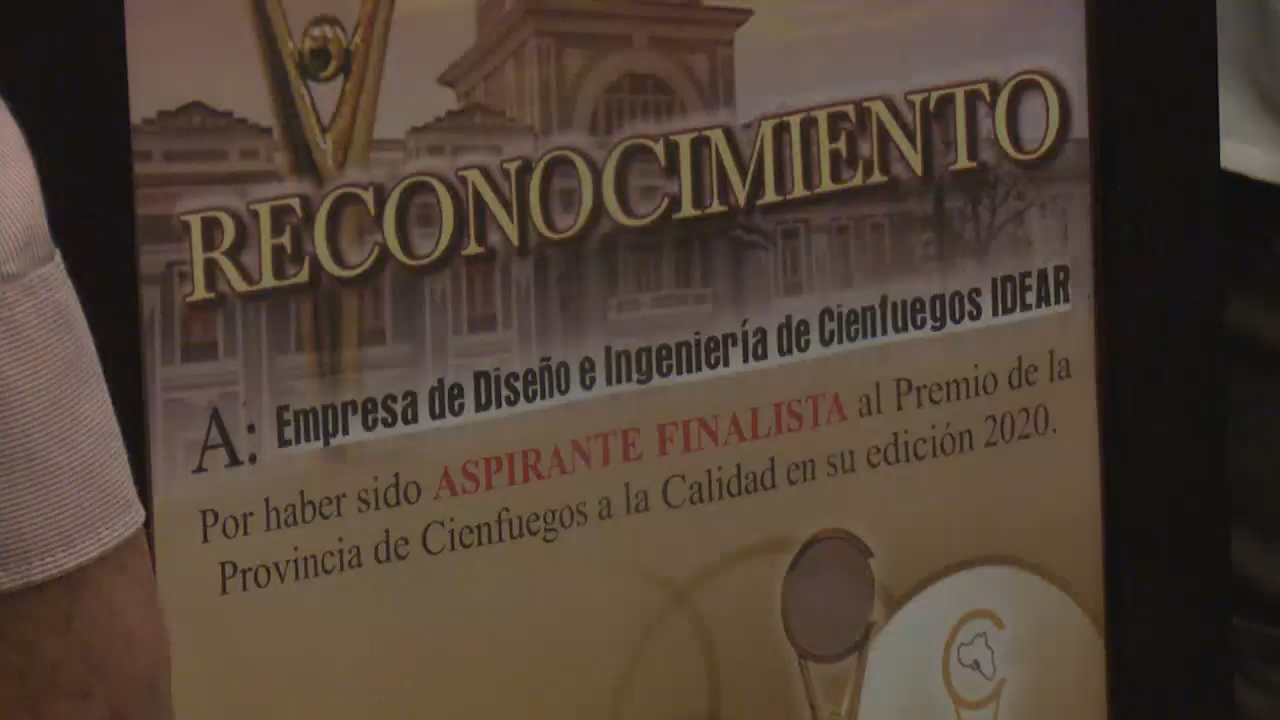 RECONOCIMIENTO
A: Empresa de Diseño e Ingeniería de Cienfuegos IDEAR
Por haber sido ASPIRANTE FINALISTA al Premio de la
Provincia de Cienfuegos a la Calidad en su edición 2020.